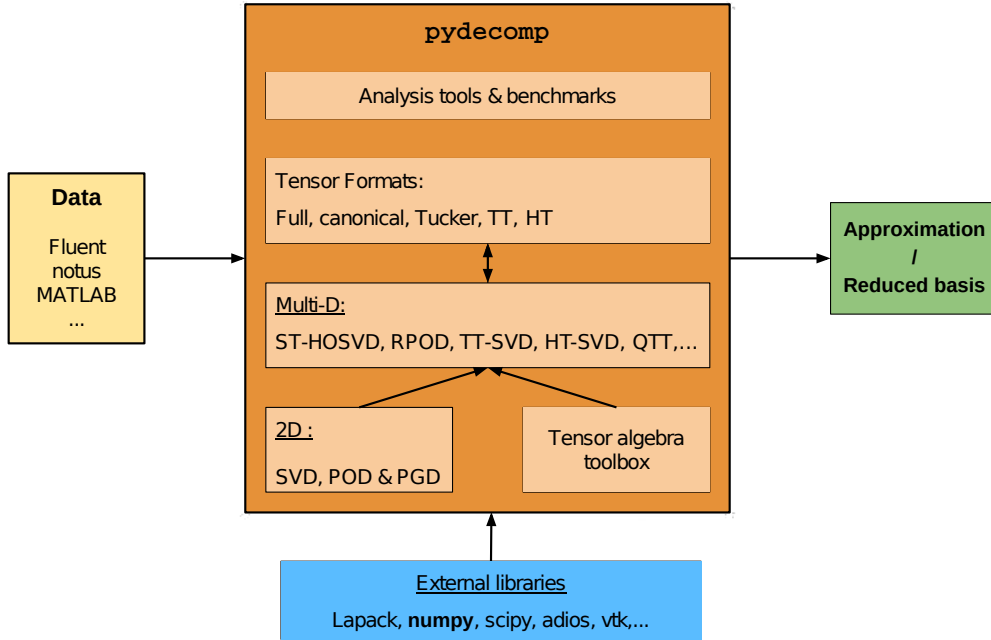 pydecomp
Analysis tools & benchmarks
Tensor Formats:
Full, canonical, Tucker, TT, HT
Data
Fluent
notus
MATLAB
...
Approximation
/
Reduced basis
Multi-D:
ST-HOSVD, RPOD, TT-SVD, HT-SVD, QTT,...
2D :
SVD, POD & PGD
Tensor algebra
toolbox
External libraries
Lapack, numpy, scipy, adios, vtk,...